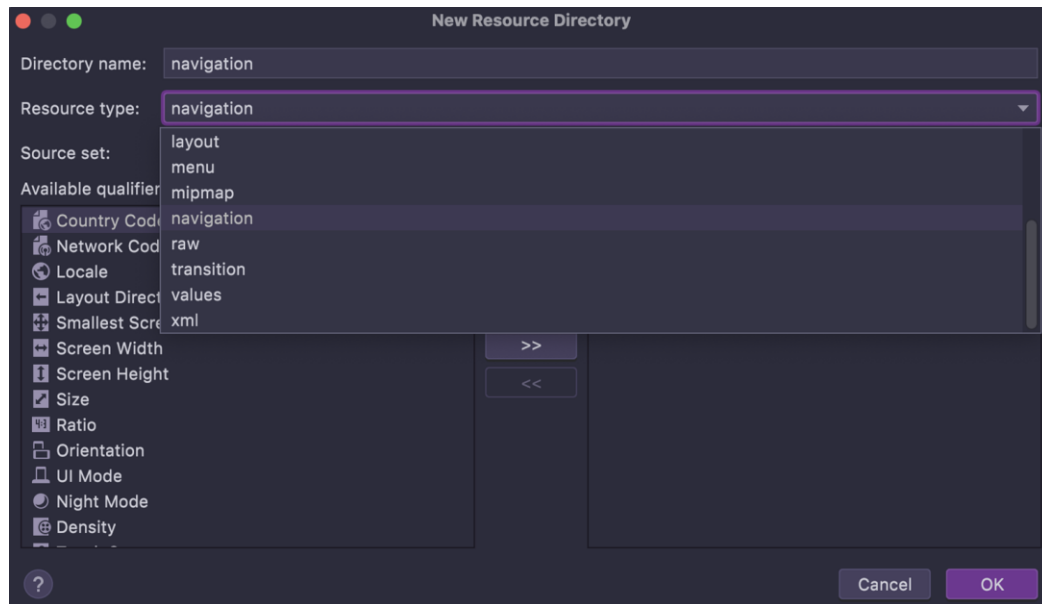 New Resource Directory
Directory name: navigation
Resource type: navigation
Source set:
layout
menu
mipmap
navigation
raw
transition
values
xml
Available qualifier
Country Cod
Network Cod
Locale
Layout Direct
Smallest Scre
Screen Width
Screen Height
Size
Ratio
Orientation
UI Mode
Night Mode
Density
>>
<<
?
Cancel
OK